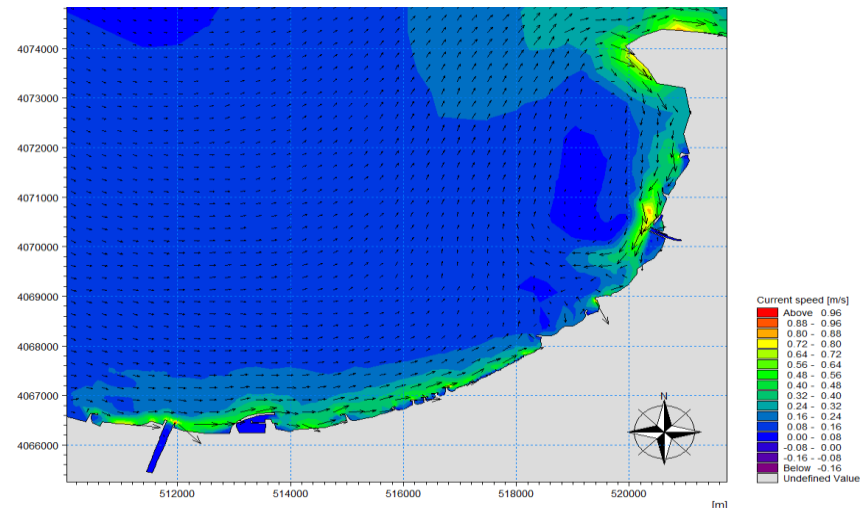 4074000
4073000
4072000
4071000
4070000
4069000
4068000
4067000
4066000
512000 514000 516000 518000 520000
[m]
N
Current speed [m/s]
Above 0.96
0.88 - 0.96
0.80 - 0.88
0.72 - 0.80
0.64 - 0.72
0.56 - 0.64
0.48 - 0.56
0.40 - 0.48
0.32 - 0.40
0.24 - 0.32
0.16 - 0.24
0.08 - 0.16
0.00 - 0.08
-0.08 - 0.00
-0.16 - -0.08
Below -0.16
Undefined Value